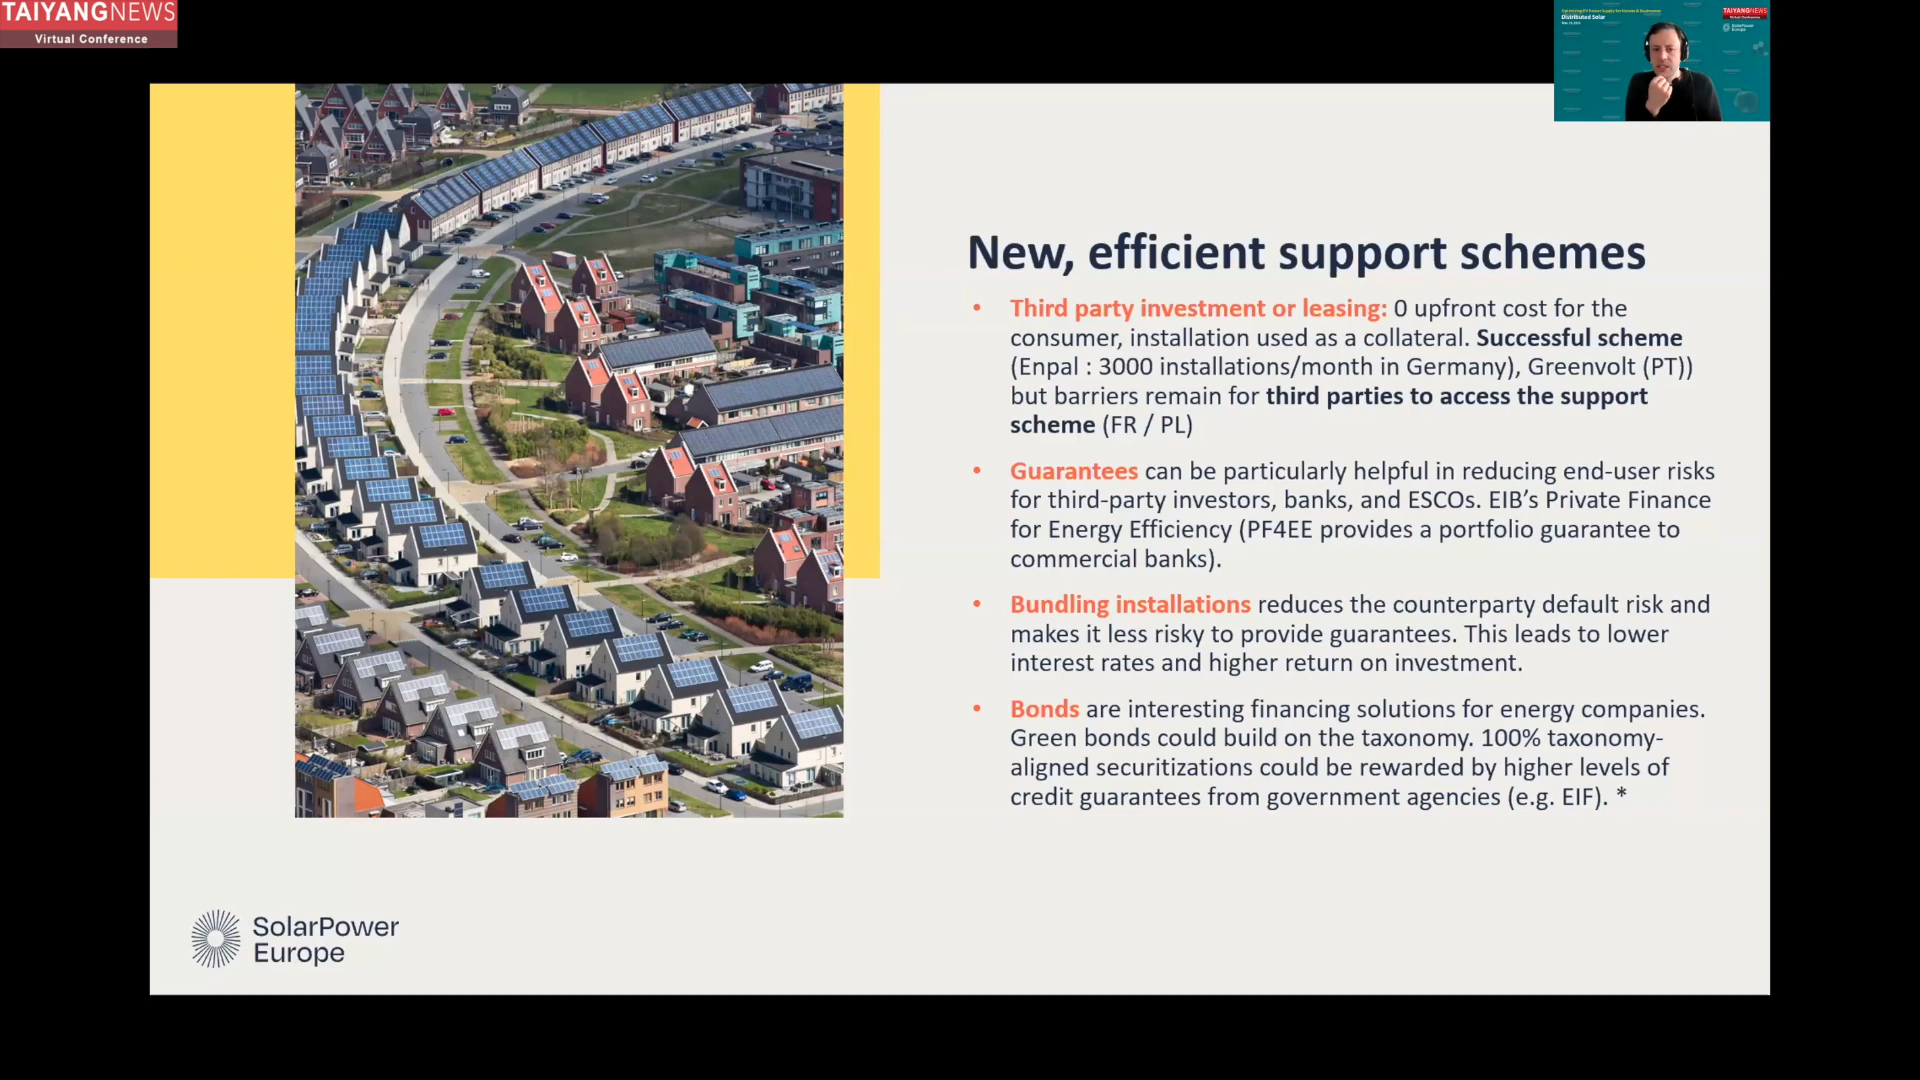 TAIYANGNEWS
Virtual Conference
Distributed Solar
TAIYANGNEWS
Virtual Conference
SolarPower
Europe
New, efficient support schemes
• Third party investment or leasing: 0 upfront cost for the
consumer, installation used as a collateral. Successful scheme
(Enpal : 3000 installations/month in Germany), Greenvolt (PT))
but barriers remain for third parties to access the support
scheme (FR / PL)
• Guarantees can be particularly helpful in reducing end-user risks
for third-party investors, banks, and ESCOs. EIB’s Private Finance
for Energy Efficiency (PF4EE provides a portfolio guarantee to
commercial banks).
• Bundling installations reduces the counterparty default risk and
makes it less risky to provide guarantees. This leads to lower
interest rates and higher return on investment.
• Bonds are interesting financing solutions for energy companies.
Green bonds could build on the taxonomy. 100% taxonomy-
aligned securitizations could be rewarded by higher levels of
credit guarantees from government agencies (e.g. EIF). *
SolarPower
Europe